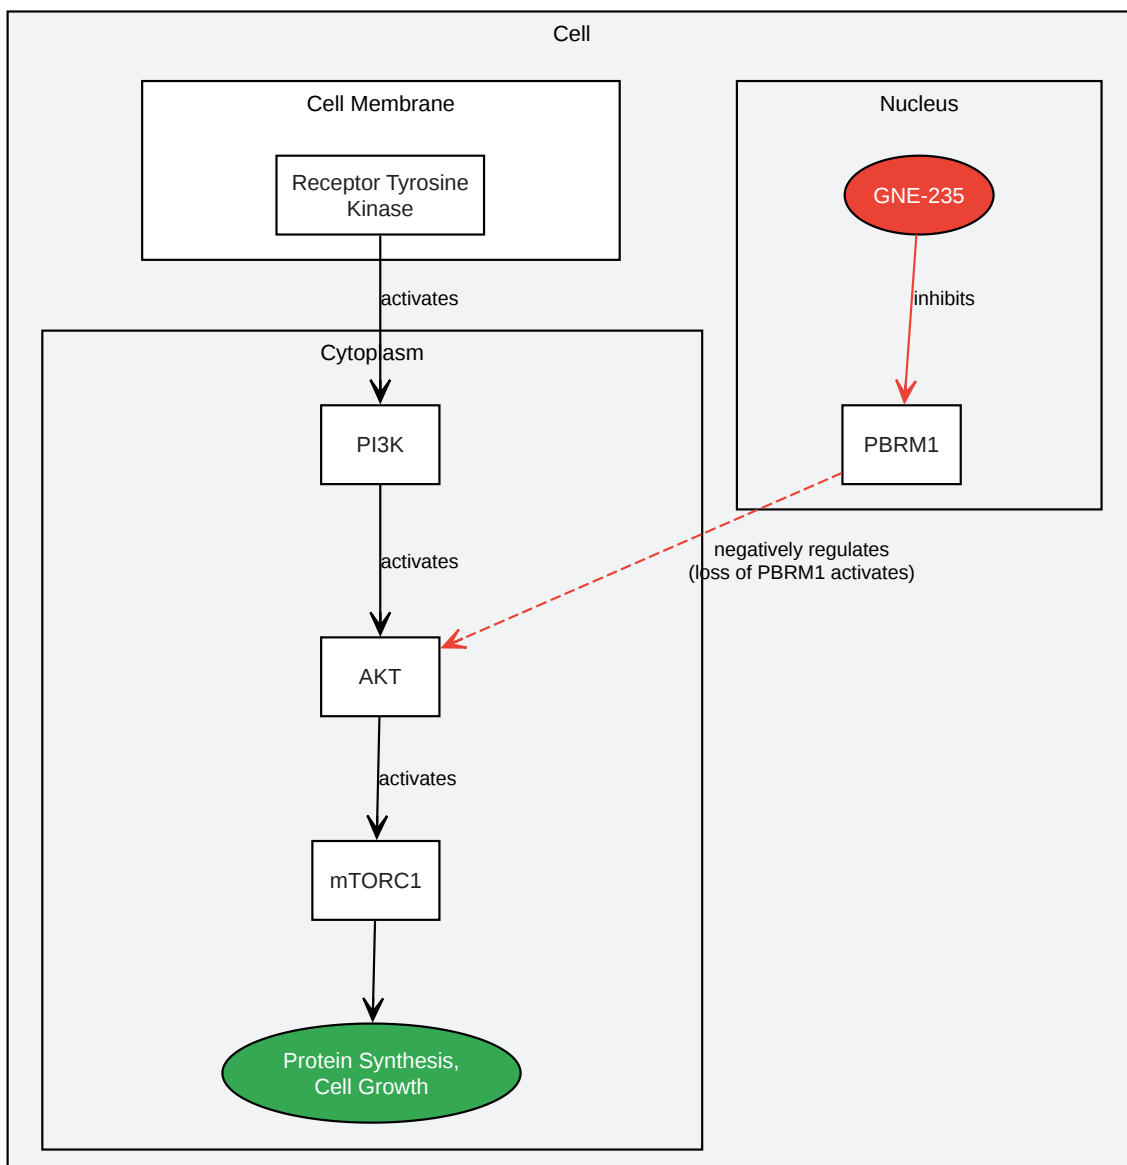 Cell
Cell Membrane
Nucleus
Receptor Tyrosine
Kinase
GNE-235
activates
inhibits
Cytoplasm
PI3K
PBRM1
activates
negatively regulates
(loss of PBRM1 activates)
AKT
activates
mTORC1
Protein Synthesis,
Cell Growth